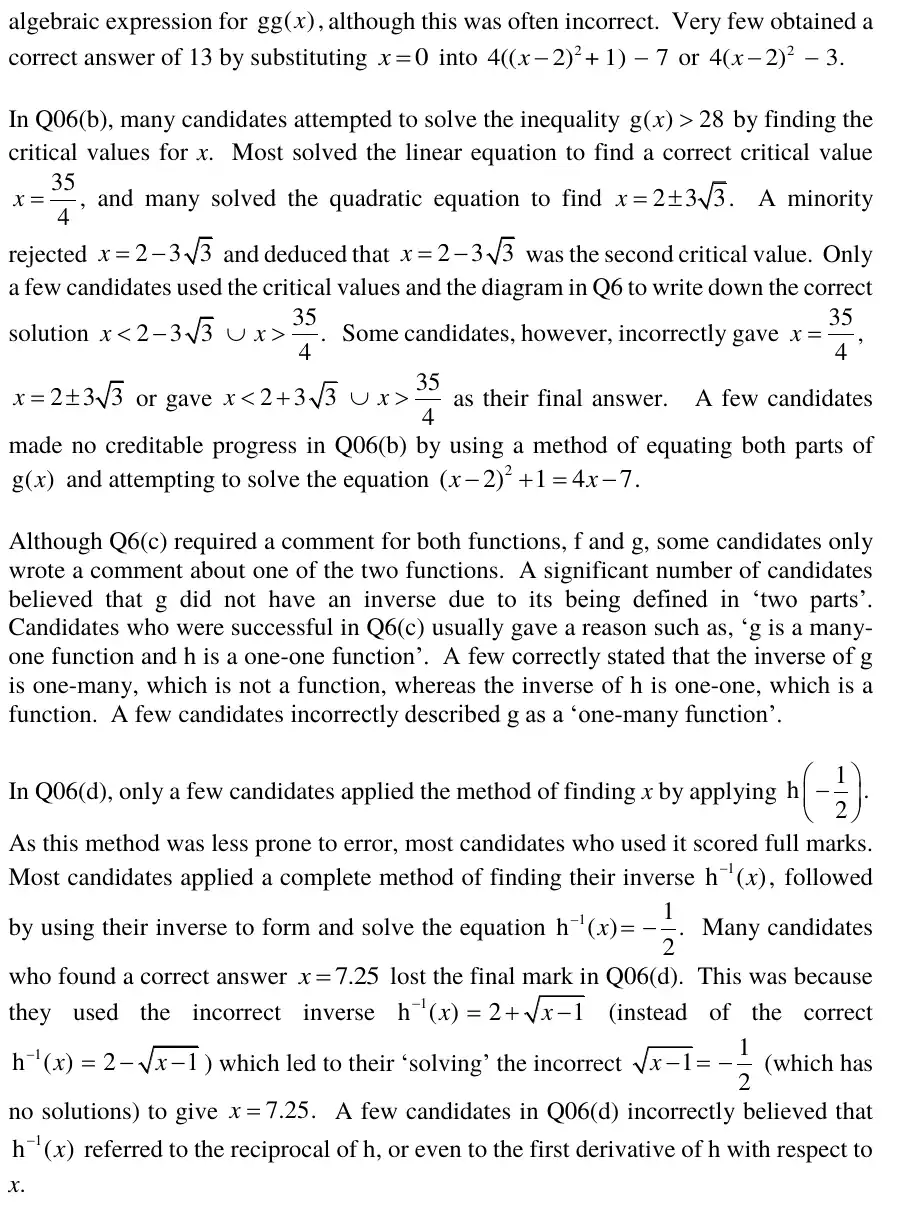 algebraic expression for gg(x), although this was often incorrect. Very few obtained a
correct answer of 13 by substituting x = 0 into 4((x − 2)² + 1) − 7 or 4(x − 2)² − 3.
In Q06(b), many candidates attempted to solve the inequality g(x) > 28 by finding the
critical values for x. Most solved the linear equation to find a correct critical value
x = 35/4, and many solved the quadratic equation to find x = 2 ± 3√3. A minority
rejected x = 2 − 3√3 and deduced that x = 2 − 3√3 was the second critical value. Only
a few candidates used the critical values and the diagram in Q6 to write down the correct
solution x < 2 − 3√3 ∪ x > 35/4. Some candidates, however, incorrectly gave x = 35/4,
x = 2 ± 3√3 or gave x < 2 + 3√3 ∪ x > 35/4 as their final answer. A few candidates
made no creditable progress in Q06(b) by using a method of equating both parts of
g(x) and attempting to solve the equation (x − 2)² + 1 = 4x − 7.
Although Q6(c) required a comment for both functions, f and g, some candidates only
wrote a comment about one of the two functions. A significant number of candidates
believed that g did not have an inverse due to its being defined in ‘two parts’.
Candidates who were successful in Q6(c) usually gave a reason such as, ‘g is a many-
one function and h is a one-one function’. A few correctly stated that the inverse of g
is one-many, which is not a function, whereas the inverse of h is one-one, which is a
function. A few candidates incorrectly described g as a ‘one-many function’.
In Q06(d), only a few candidates applied the method of finding x by applying h(−1/2).
As this method was less prone to error, most candidates who used it scored full marks.
Most candidates applied a complete method of finding their inverse h⁻¹(x), followed
by using their inverse to form and solve the equation h⁻¹(x) = −1/2. Many candidates
who found a correct answer x = 7.25 lost the final mark in Q06(d). This was because
they used the incorrect inverse h⁻¹(x) = 2 + √(x − 1) (instead of the correct
h⁻¹(x) = 2 − √(x − 1)) which led to their ‘solving’ the incorrect √(x − 1) = −1/2 (which has
no solutions) to give x = 7.25. A few candidates in Q06(d) incorrectly believed that
h⁻¹(x) referred to the reciprocal of h, or even to the first derivative of h with respect to
x.